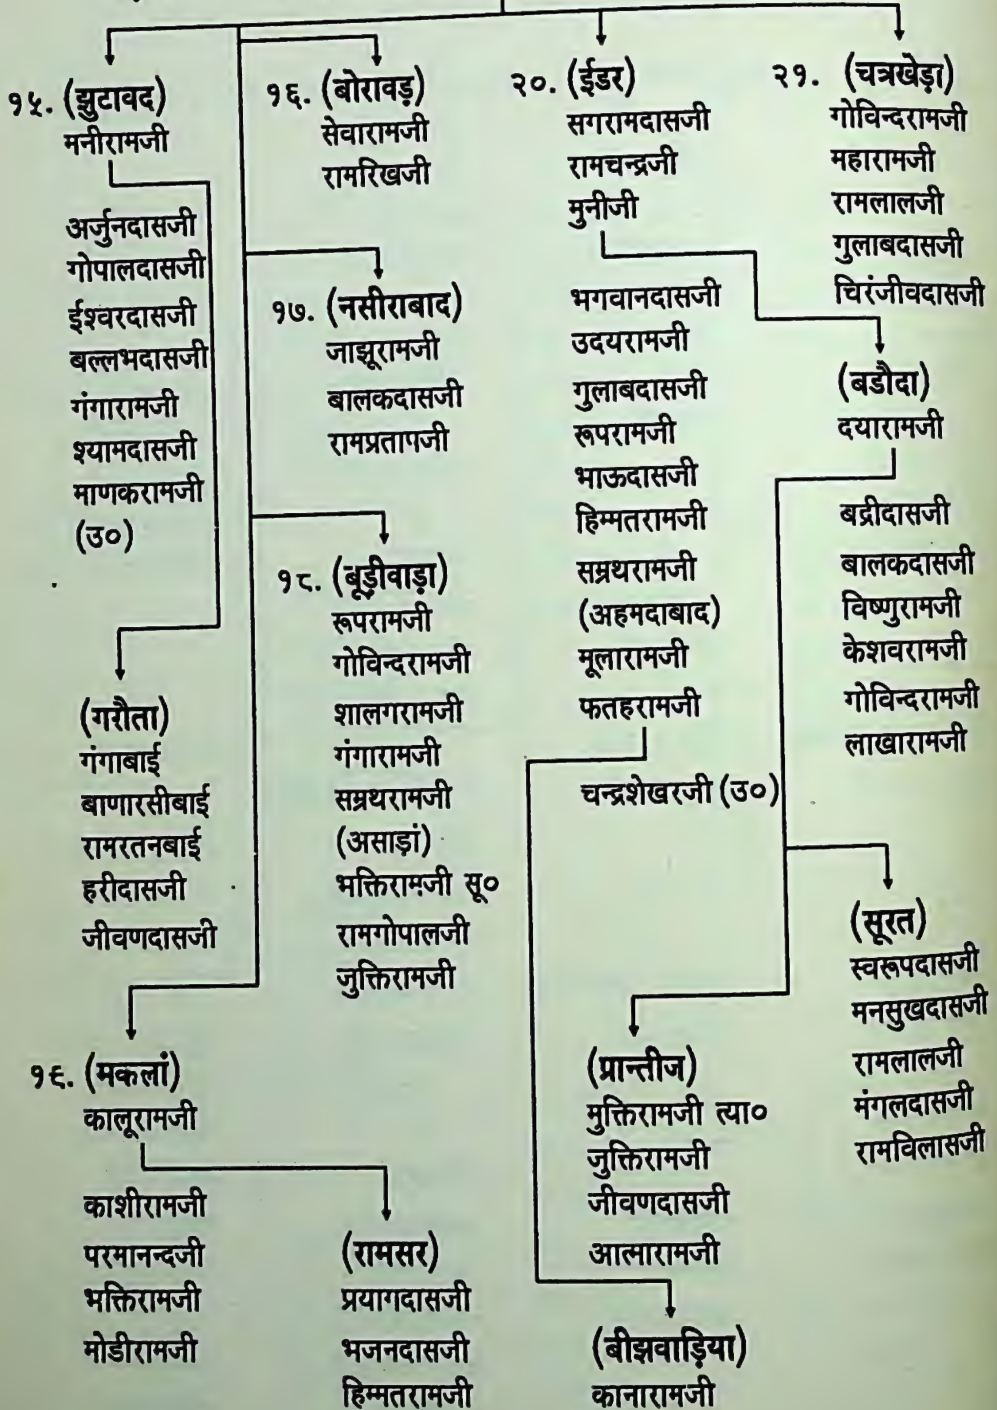 १५. (झुटावद)
मनीरामजी
अर्जुनदासजी
गोपालदासजी
ईश्वरदासजी
बल्लभदासजी
गंगारामजी
श्यामदासजी
माणकरामजी
(उ०)
(गरौता)
गंगाबाई
बाणारसीबाई
रामरतनबाई
हरीदासजी
जीवणदासजी
१६. (बोरावड़)
सेवारामजी
रामरिखजी
१७. (नसीराबाद)
जाझूरामजी
बालकदासजी
रामप्रतापजी
१८. (बूड़ीवाड़ा)
रूपरामजी
गोविन्दरामजी
शालगरामजी
गंगारामजी
सम्रथरामजी
(असाड़ां)
भक्तिरामजी सू०
रामगोपालजी
जुक्तिरामजी
१९. (मकलां)
कालूरामजी
काशीरामजी
परमानन्दजी
भक्तिरामजी
मोडीरामजी
(रामसर)
प्रयागदासजी
भजनदासजी
हिम्मतरामजी
२०. (ईडर)
सगरामदासजी
रामचन्द्रजी
मुनीजी
भगवानदासजी
उदयरामजी
गुलाबदासजी
रूपरामजी
भाऊदासजी
हिम्मतरामजी
सम्रथरामजी
(अहमदाबाद)
मूलारामजी
फतहरामजी
चन्द्रशेखरजी (उ०)
(बडौदा)
दयारामजी
बद्रीदासजी
बालकदासजी
विष्णुरामजी
केशवरामजी
गोविन्दरामजी
लाखारामजी
(सूरत)
स्वरूपदासजी
मनसुखदासजी
रामलालजी
मंगलदासजी
रामविलासजी
(प्रान्तीज)
मुक्तिरामजी त्या०
जुक्तिरामजी
जीवणदासजी
आत्मारामजी
(बीझवाड़िया)
कानारामजी
२१. (चत्रखेड़ा)
गोविन्दरामजी
महारामजी
रामलालजी
गुलाबदासजी
चिरंजीवदासजी